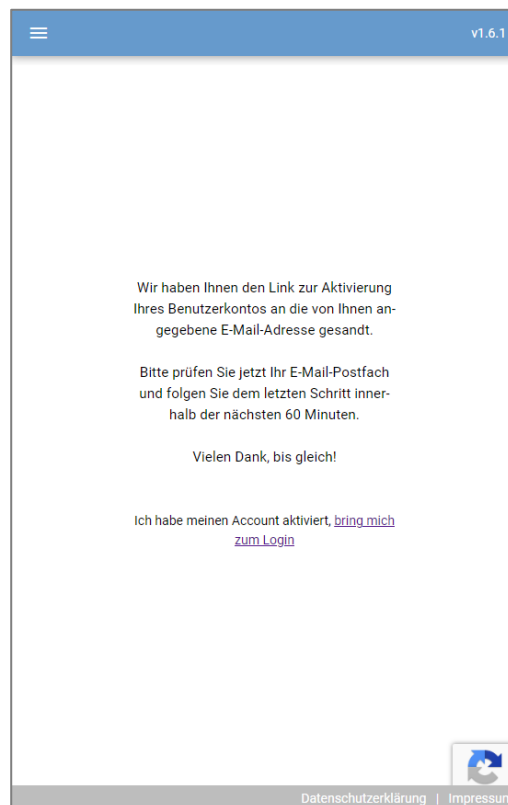 v1.6.1
Wir haben Ihnen den Link zur Aktivierung
Ihres Benutzerkontos an die von Ihnen an-
gegebene E-Mail-Adresse gesandt.
Bitte prüfen Sie jetzt Ihr E-Mail-Postfach
und folgen Sie dem letzten Schritt inner-
halb der nächsten 60 Minuten.
Vielen Dank, bis gleich!
Ich habe meinen Account aktiviert, bring mich
zum Login
Datenschutzerklärung | Impressum